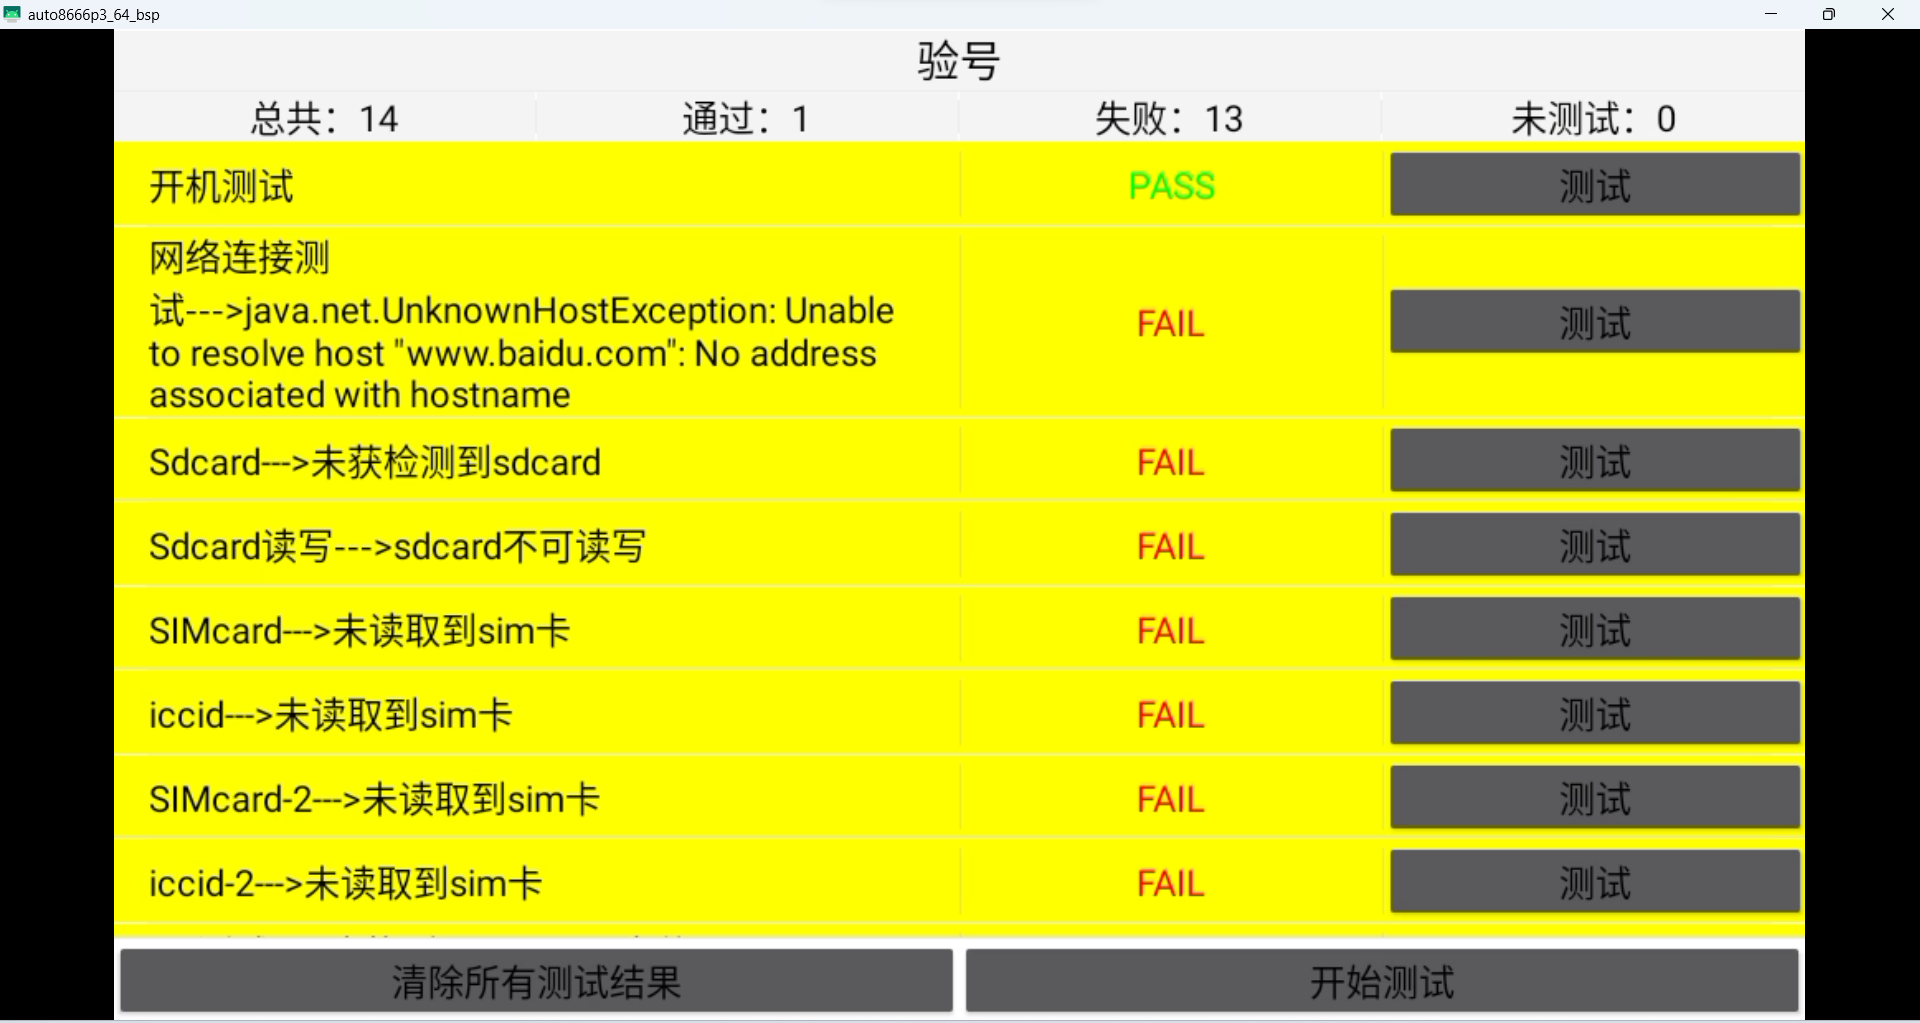 auto8666p3_64_bsp
验号
总共：14 通过：1 失败：13 未测试：0
开机测试 PASS 测试
网络连接测
试--->java.net.UnknownHostException: Unable
to resolve host "www.baidu.com": No address
associated with hostname
FAIL 测试
Sdcard--->未获检测到sdcard FAIL 测试
Sdcard读写--->sdcard不可读写 FAIL 测试
SIMcard--->未读取到sim卡 FAIL 测试
iccid--->未读取到sim卡 FAIL 测试
SIMcard-2--->未读取到sim卡 FAIL 测试
iccid-2--->未读取到sim卡 FAIL 测试
清除所有测试结果 开始测试